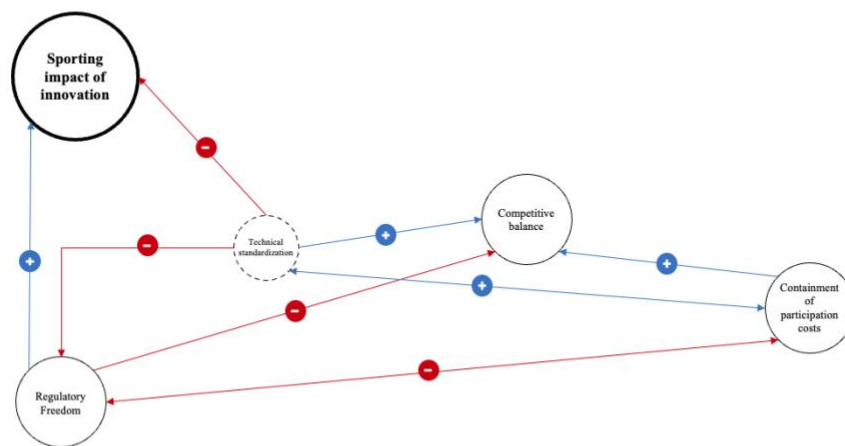 Sporting
impact of
innovation
−
Competitive
balance
−
Technical
standardization
+
+
+
+
Containment
of
participation
costs
−
−
Regulatory
Freedom